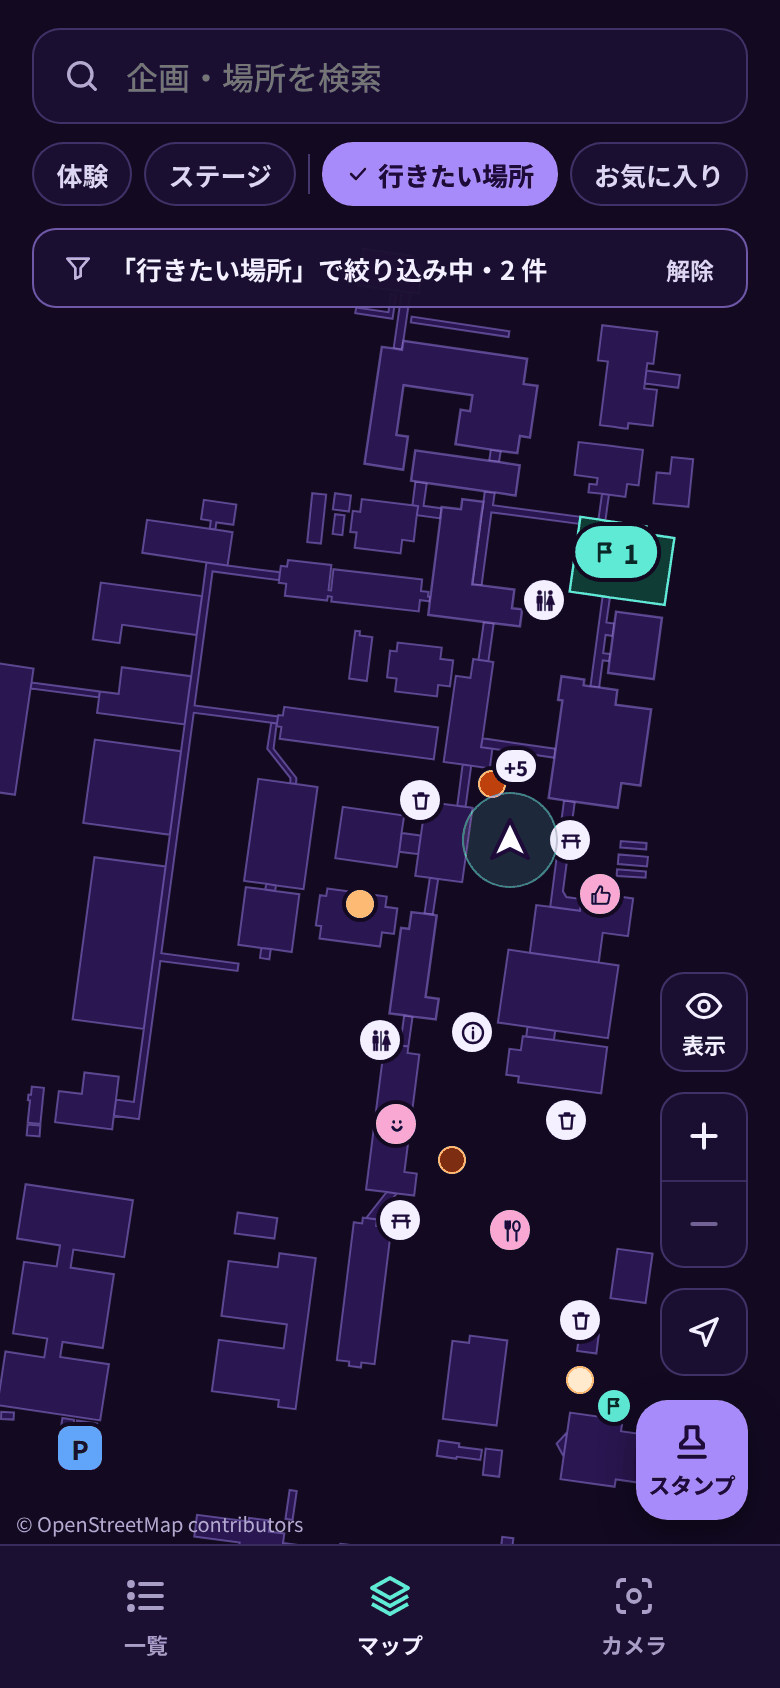 企画・場所を検索
体験
ステージ
行きたい場所
お気に入り
「行きたい場所」で絞り込み中・2 件
解除
1
+5
表示
P
スタンプ
© OpenStreetMap contributors
一覧
マップ
カメラ